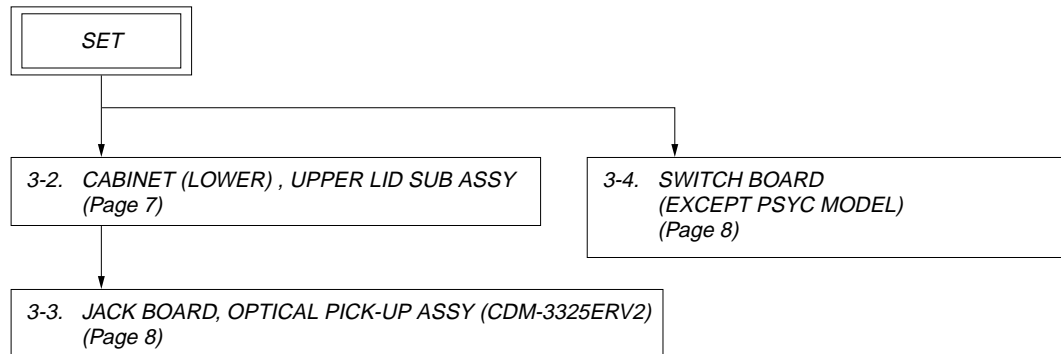 SET
3-2. CABINET (LOWER) , UPPER LID SUB ASSY
(Page 7)
3-4. SWITCH BOARD
(EXCEPT PSYC MODEL)
(Page 8)
3-3. JACK BOARD, OPTICAL PICK-UP ASSY (CDM-3325ERV2)
(Page 8)